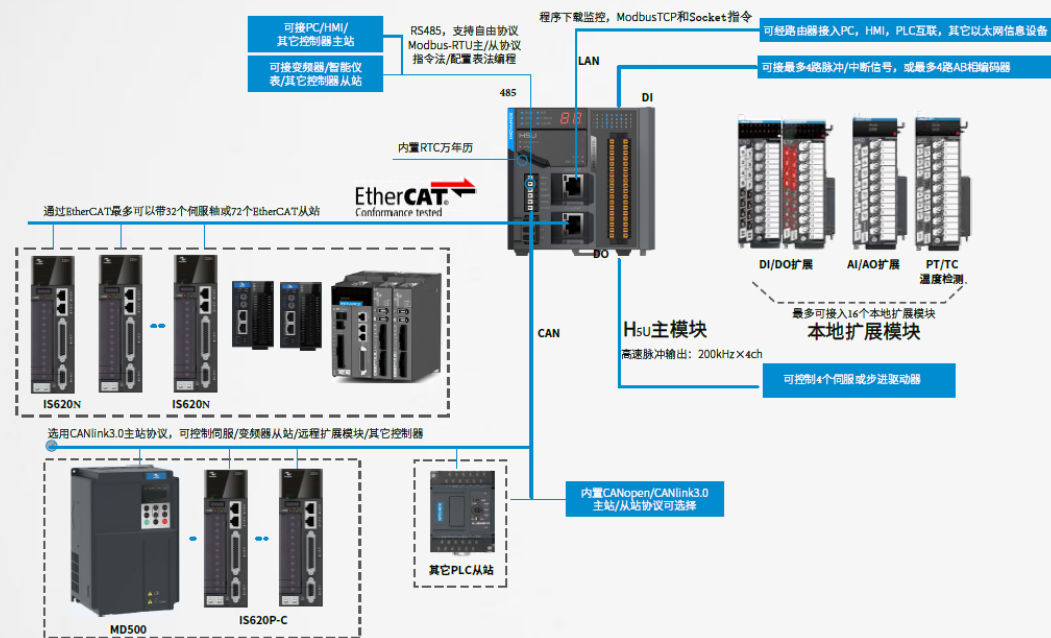 可接PC/HMI/
其它控制器主站
可接变频器/智能仪
表/其它控制器从站
RS485，支持自由协议
Modbus-RTU主/从协议
指令法/配置表法编程
485
程序下载监控，ModbusTCP和Socket指令
LAN
可经路由器接入PC，HMI，PLC互联，其它以太网信息设备
可接最多4路脉冲/中断信号，或最多4路AB相编码器
DI
内置RTC万年历
H5U
EtherCAT®
Conformance tested
通过EtherCAT最多可以带32个伺服轴或72个EtherCAT从站
IS620N
IS620N
DO
CAN
DI/DO扩展
AI/AO扩展
PT/TC
温度检测.
最多可接入16个本地扩展模块
本地扩展模块
H5U主模块
高速脉冲输出：200kHz×4ch
可控制4个伺服或步进驱动器
选用CANlink3.0主站协议，可控制伺服/变频器从站/远程扩展模块/其它控制器
内置CANopen/CANlink3.0
主站/从站协议可选择
其它PLC从站
MD500
IS620P-C